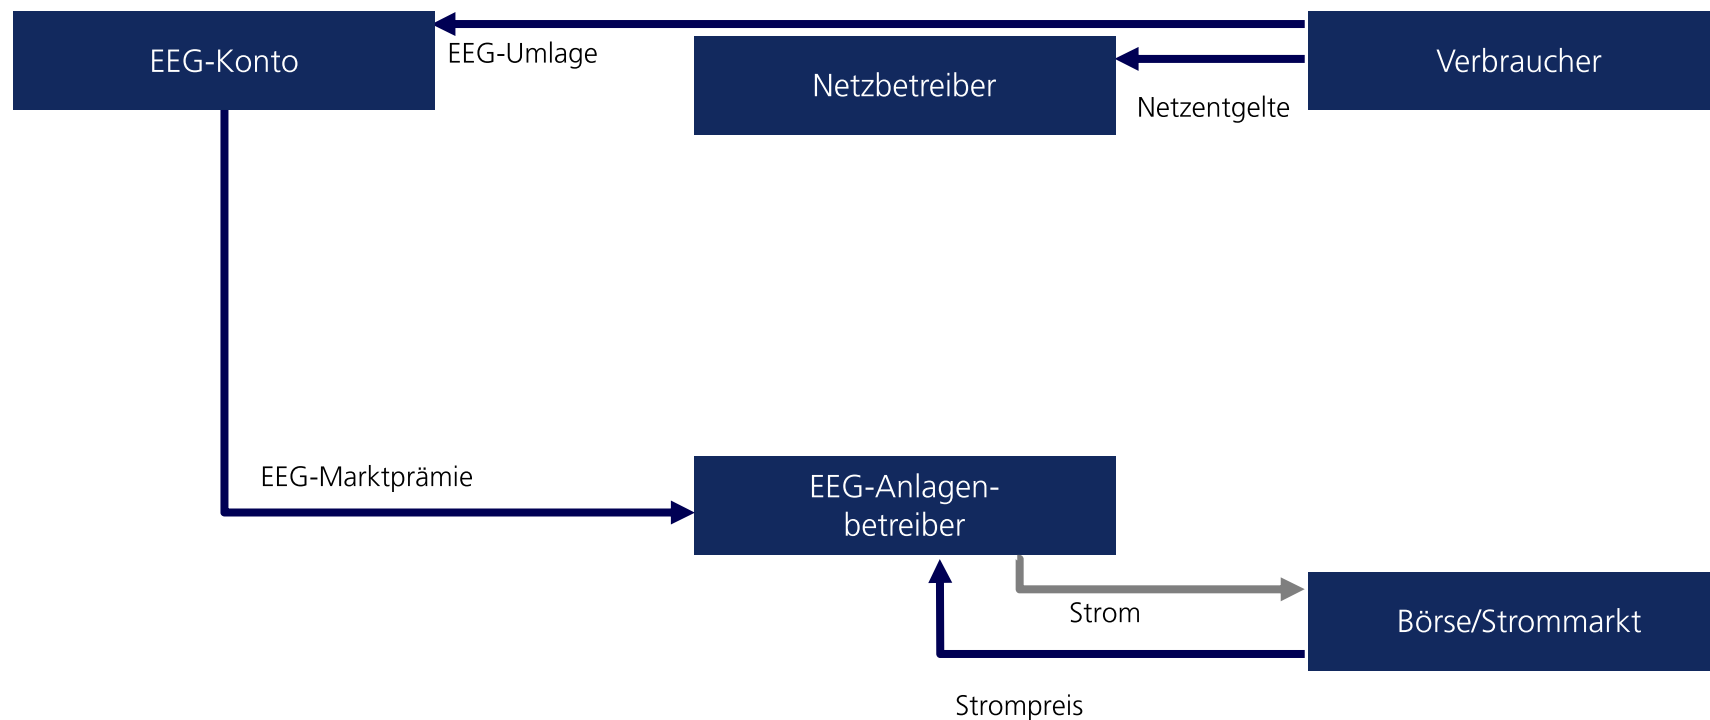 EEG-Konto
EEG-Umlage
Netzbetreiber
Verbraucher
Netzentgelte
EEG-Marktprämie
EEG-Anlagen-
betreiber
Strom
Börse/Strommarkt
Strompreis